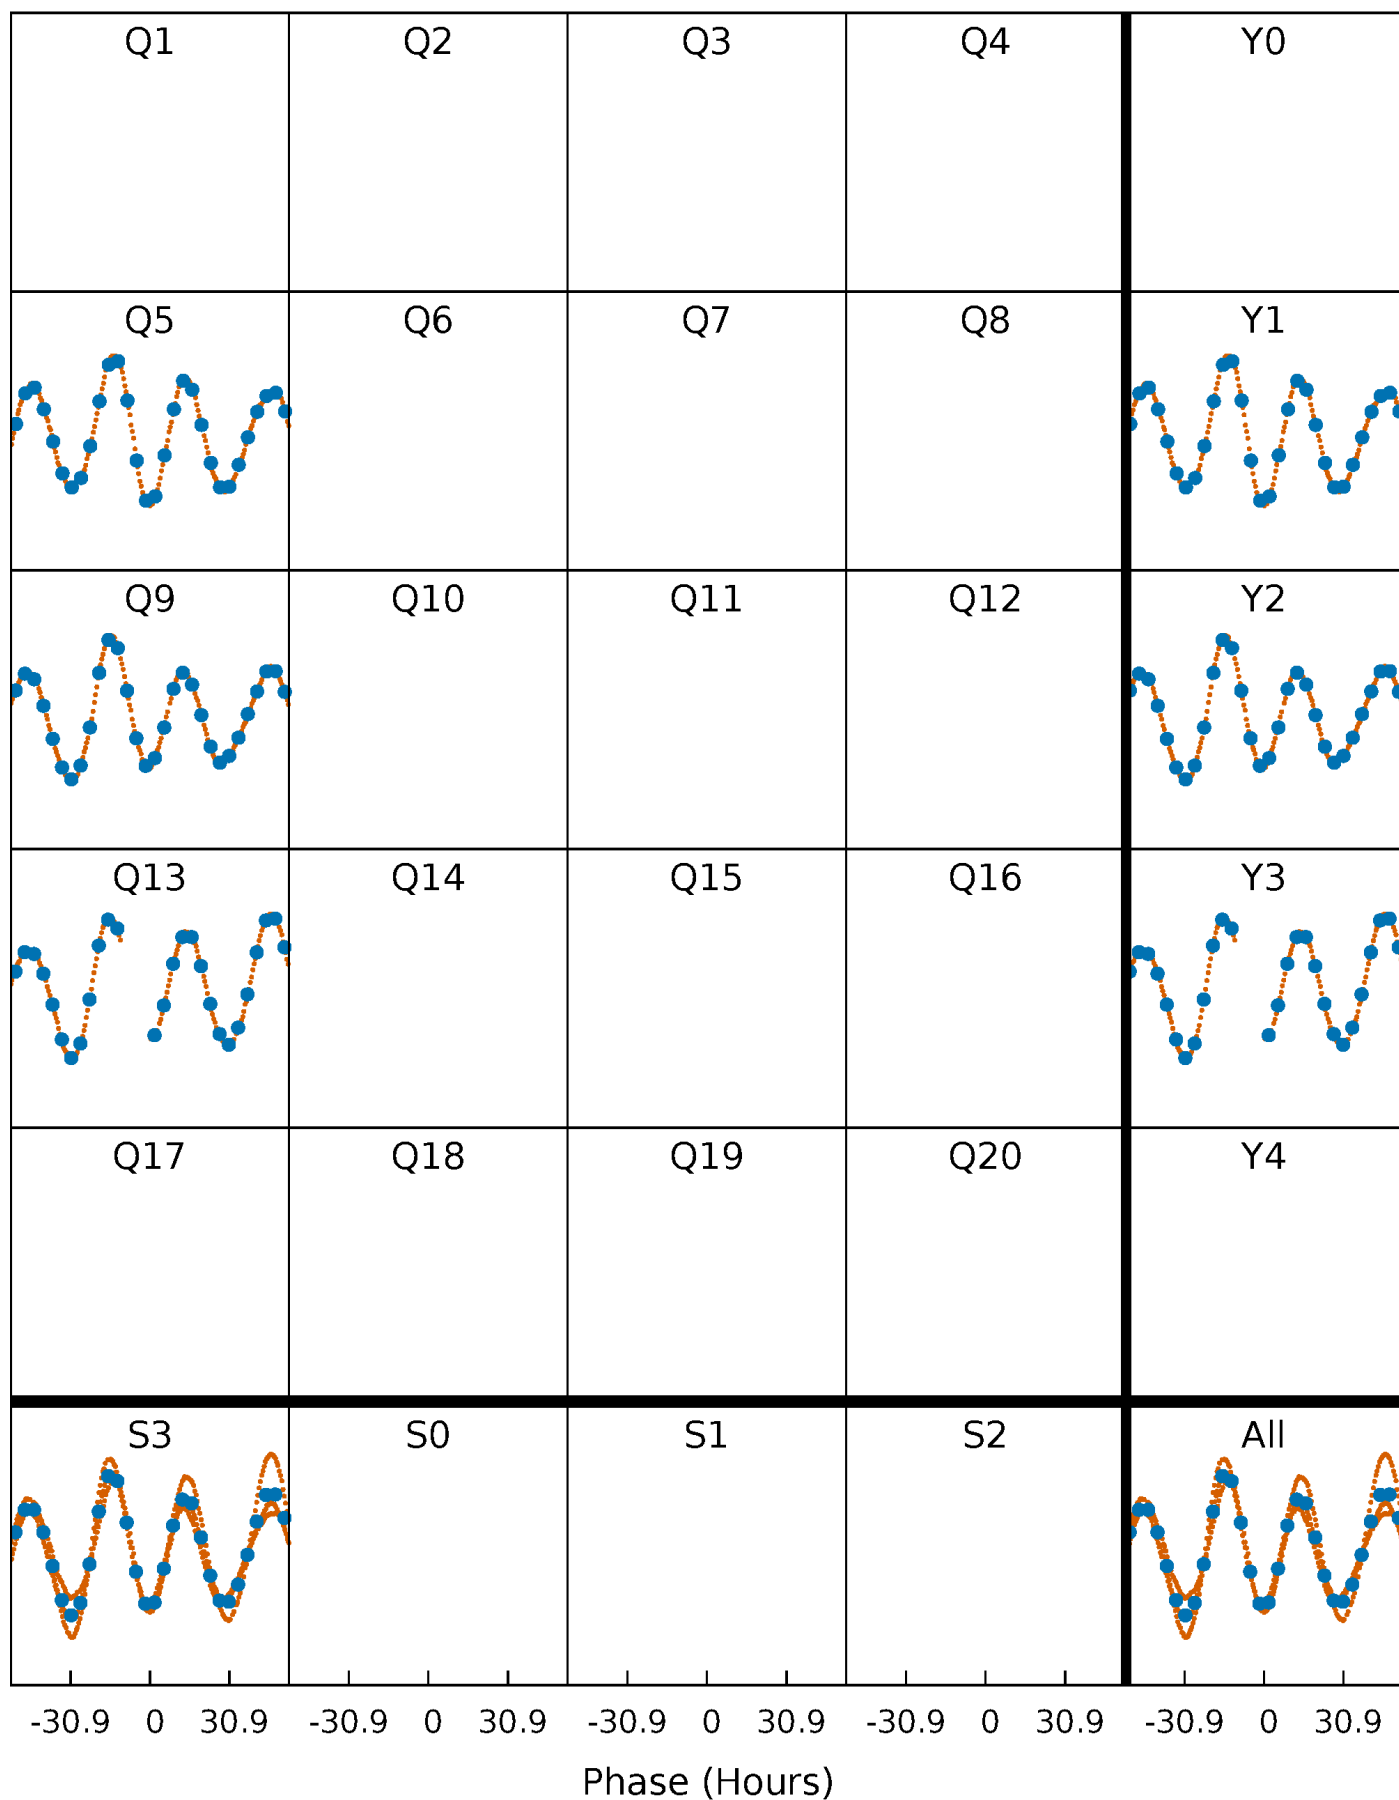 Q1 Q2 Q3 Q4 Y0
Q5 Q6 Q7 Q8 Y1
Q9 Q10 Q11 Q12 Y2
Q13 Q14 Q15 Q16 Y3
Q17 Q18 Q19 Q20 Y4
S3 S0 S1 S2 All
-30.9 0 30.9 -30.9 0 30.9 -30.9 0 30.9 -30.9 0 30.9 -30.9 0 30.9
Phase (Hours)